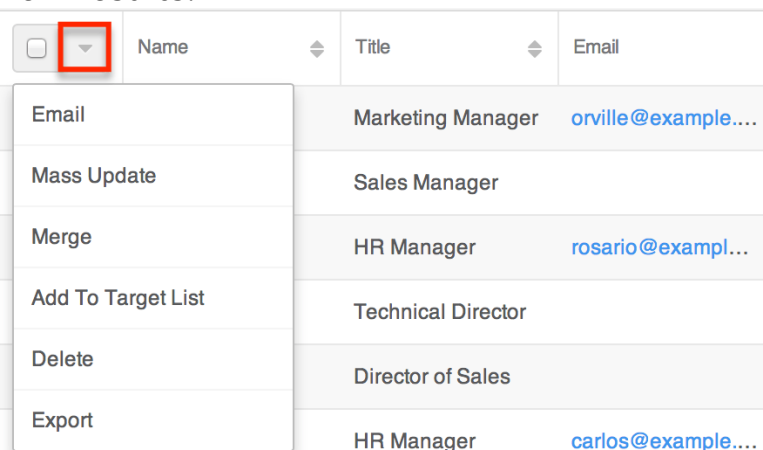 Name Title Email
Email
Marketing Manager orville@example....
Mass Update
Sales Manager
Merge
HR Manager rosario@exampl...
Add To Target List
Technical Director
Delete
Director of Sales
Export
HR Manager carlos@example....